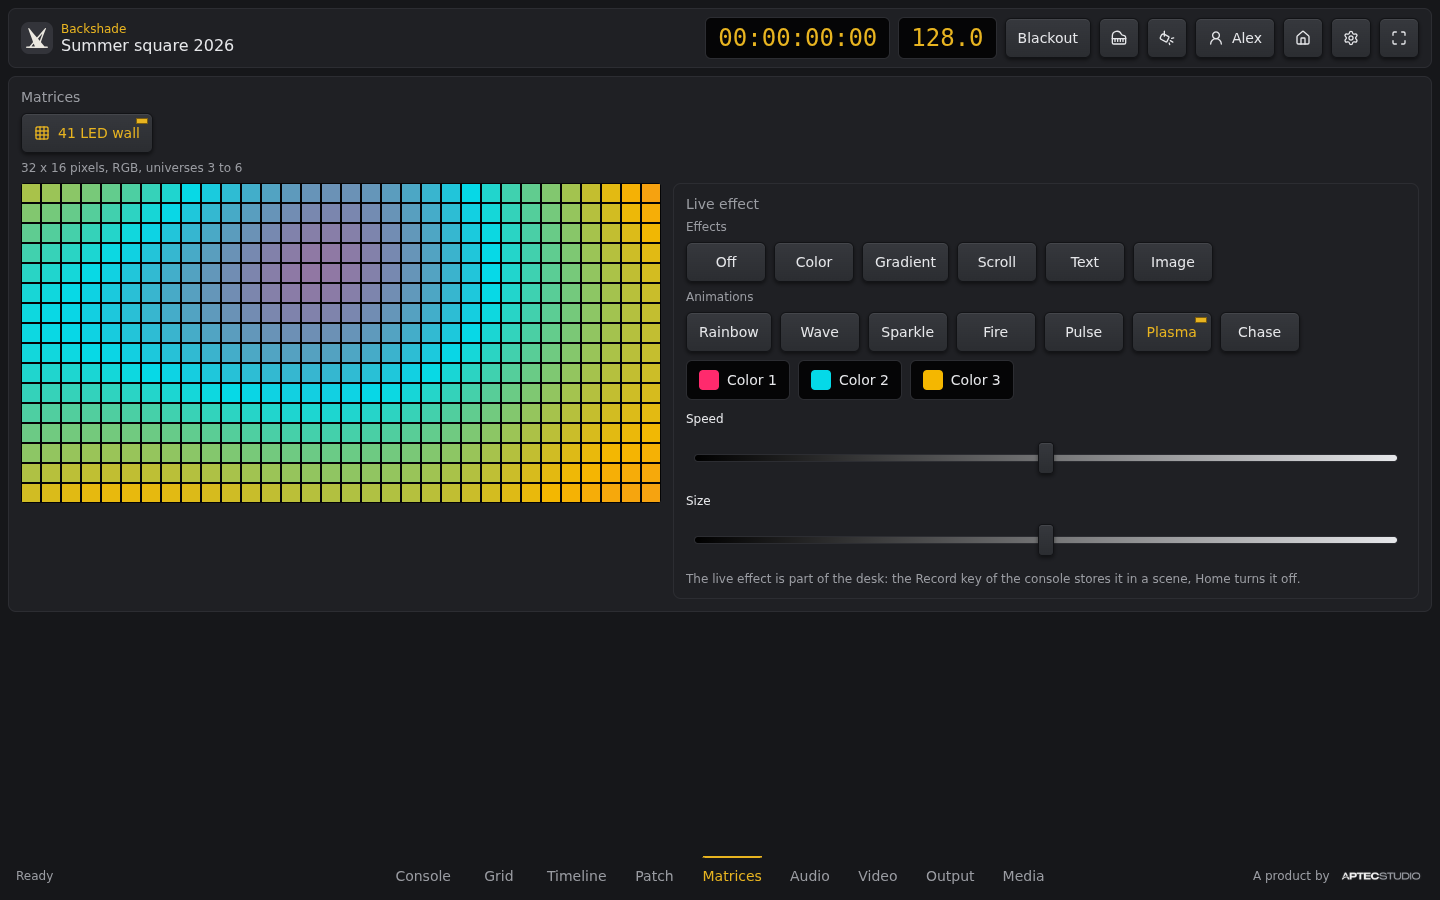 Backshade
Summer square 2026
00:00:00:00
128.0
Blackout
Alex
Matrices
41 LED wall
32 x 16 pixels, RGB, universes 3 to 6
Live effect
Effects
Off
Color
Gradient
Scroll
Text
Image
Animations
Rainbow
Wave
Sparkle
Fire
Pulse
Plasma
Chase
Color 1
Color 2
Color 3
Speed
Size
The live effect is part of the desk: the Record key of the console stores it in a scene, Home turns it off.
Ready
Console
Grid
Timeline
Patch
Matrices
Audio
Video
Output
Media
A product by
APTECSTUDIO